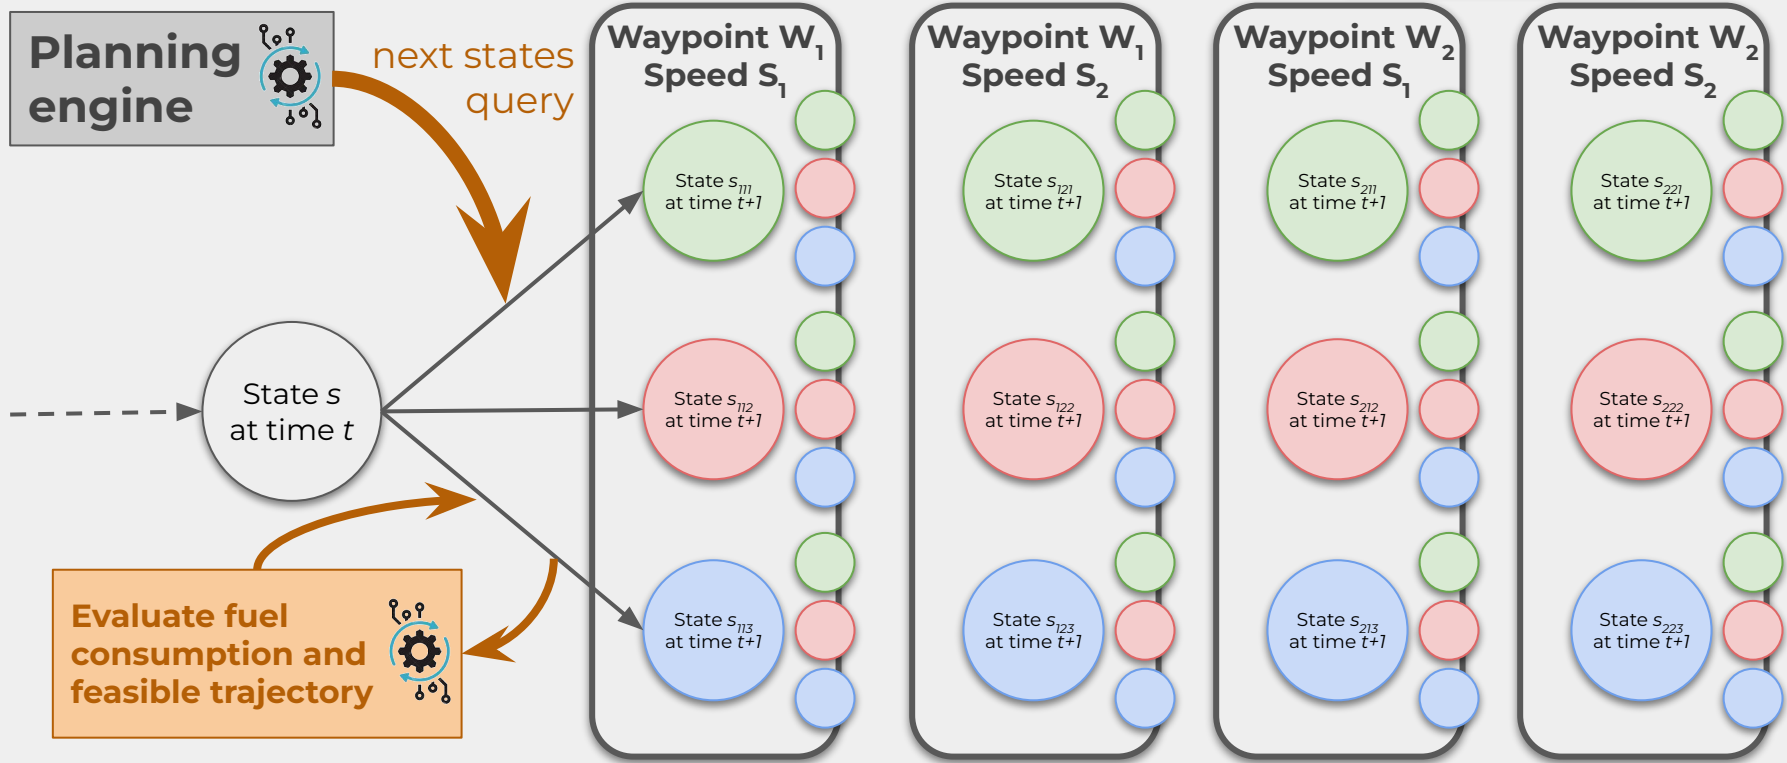 Planning
engine
next states
query
Waypoint W1
Speed S1
Waypoint W1
Speed S2
Waypoint W2
Speed S1
Waypoint W2
Speed S2
State s111
at time t+1
State s121
at time t+1
State s211
at time t+1
State s221
at time t+1
State s
at time t
State s112
at time t+1
State s122
at time t+1
State s212
at time t+1
State s222
at time t+1
Evaluate fuel
consumption and
feasible trajectory
State s113
at time t+1
State s123
at time t+1
State s213
at time t+1
State s223
at time t+1